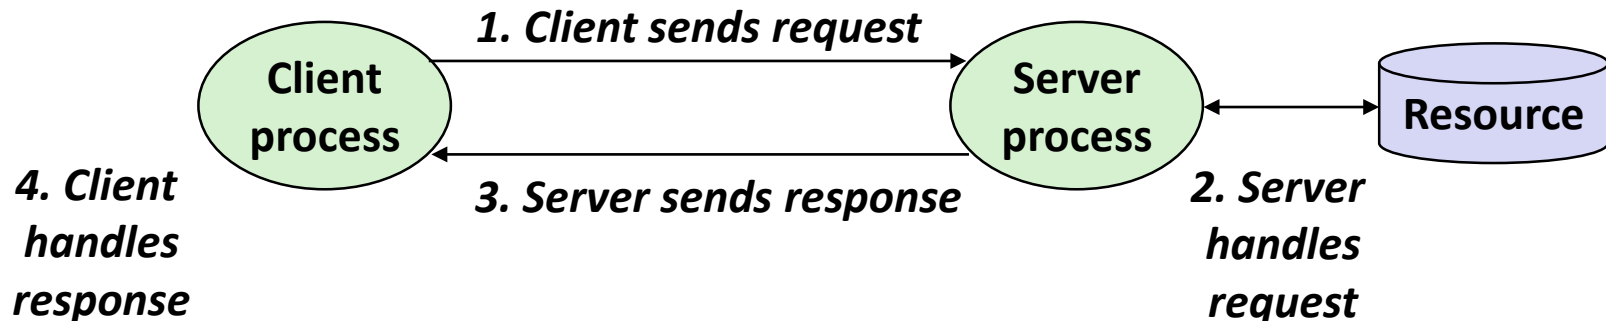 1. Client sends request
Client
process
Server
process
Resource
3. Server sends response
4. Client
handles
response
2. Server
handles
request